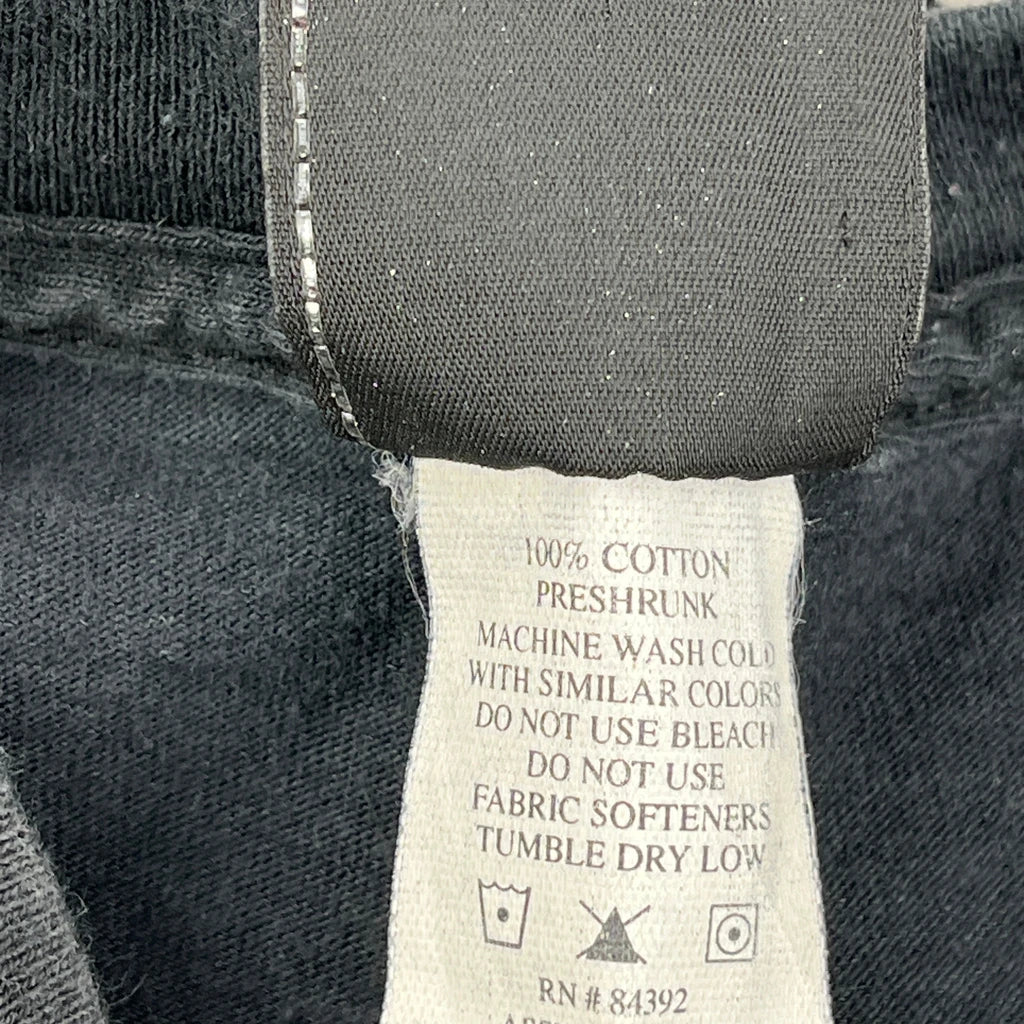 100% COTTON
PRESHRUNK
MACHINE WASH COLD
WITH SIMILAR COLORS
DO NOT USE BLEACH
DO NOT USE
FABRIC SOFTENERS
TUMBLE DRY LOW
RN # 84392